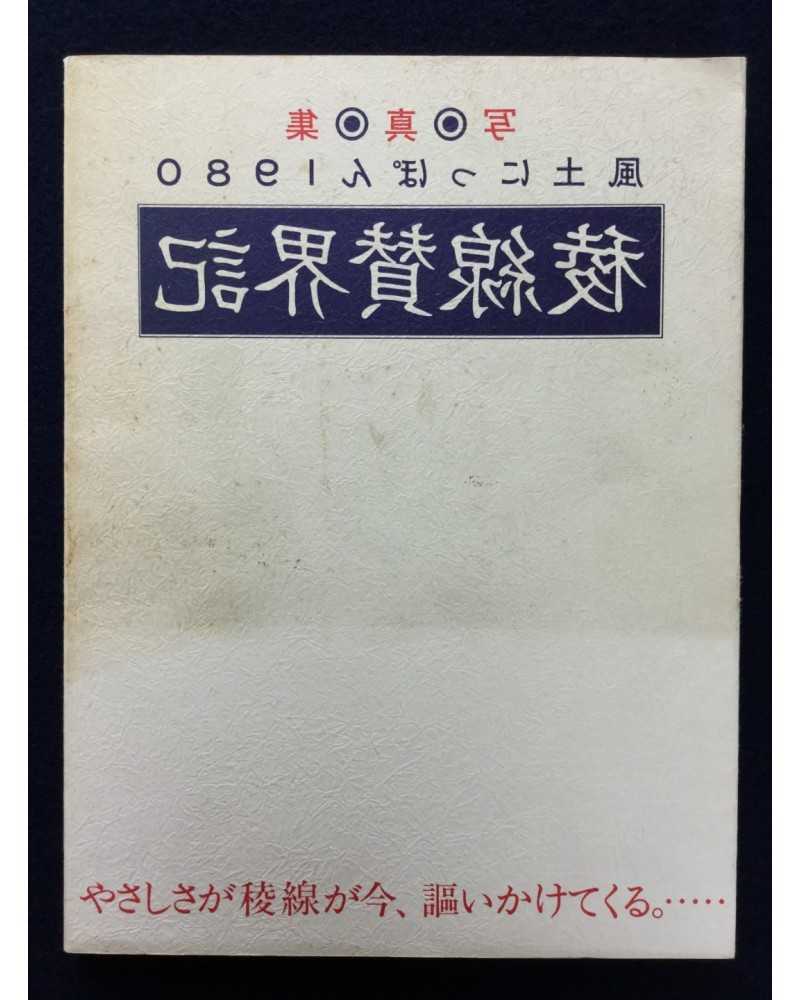 写◉真◉集
風土にっぽん1980
稜線賛界記
やさしさが稜線が今、謳いかけてくる。……